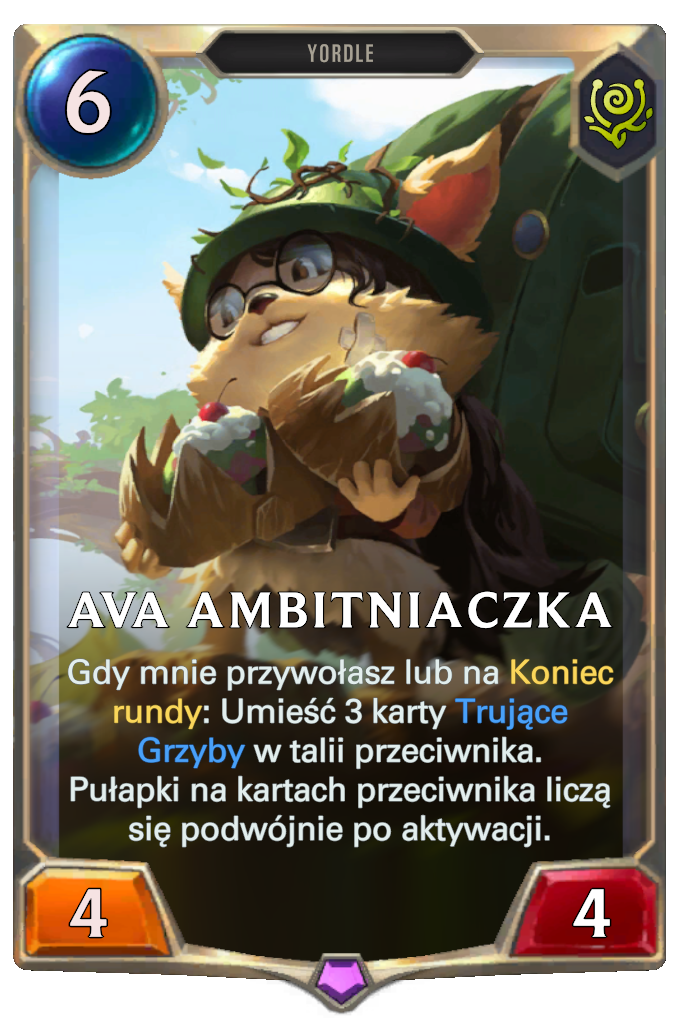 YORDLE
6
AVA AMBITNIACZKA
Gdy mnie przywołasz lub na Koniec
rundy: Umieść 3 karty Trujące
Grzyby w talii przeciwnika.
Pułapki na kartach przeciwnika liczą
się podwójnie po aktywacji.
4
4